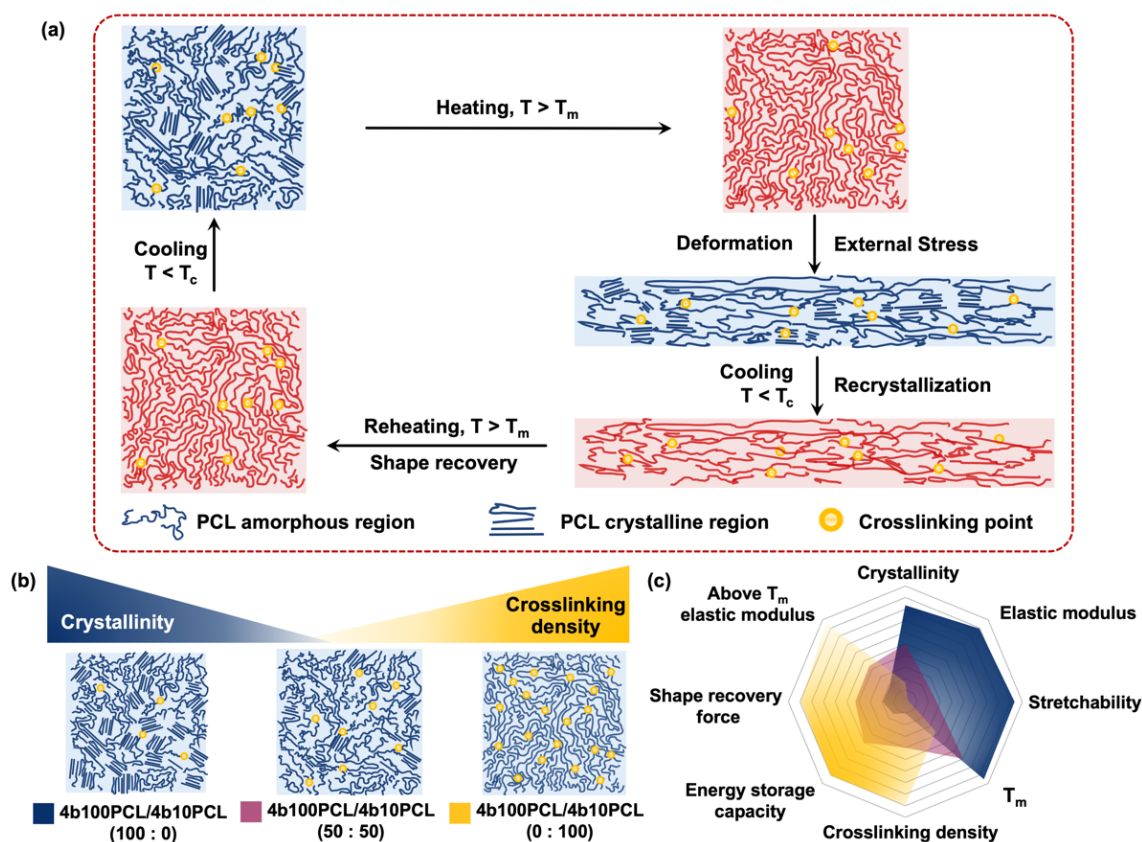 (a)
Heating, T > Tm
Cooling
T < Tc
Deformation
External Stress
Cooling
T < Tc
Recrystallization
Reheating, T > Tm
Shape recovery
PCL amorphous region
PCL crystalline region
Crosslinking point
(b)
Crystallinity
Crosslinking
density
4b100PCL/4b10PCL
(100 : 0)
4b100PCL/4b10PCL
(50 : 50)
4b100PCL/4b10PCL
(0 : 100)
(c)
Crystallinity
Above Tm
elastic modulus
Elastic modulus
Shape recovery
force
Stretchability
Energy storage
capacity
Tm
Crosslinking density